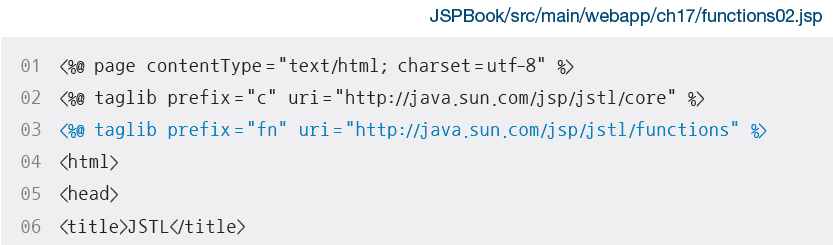 JSPBook/src/main/webapp/ch17/functions02.jsp
01 <%@ page contentType="text/html; charset=utf-8" %>
02 <%@ taglib prefix="c" uri="http://java.sun.com/jsp/jstl/core" %>
03 <%@ taglib prefix="fn" uri="http://java.sun.com/jsp/jstl/functions" %>
04 <html>
05 <head>
06 <title>JSTL</title>